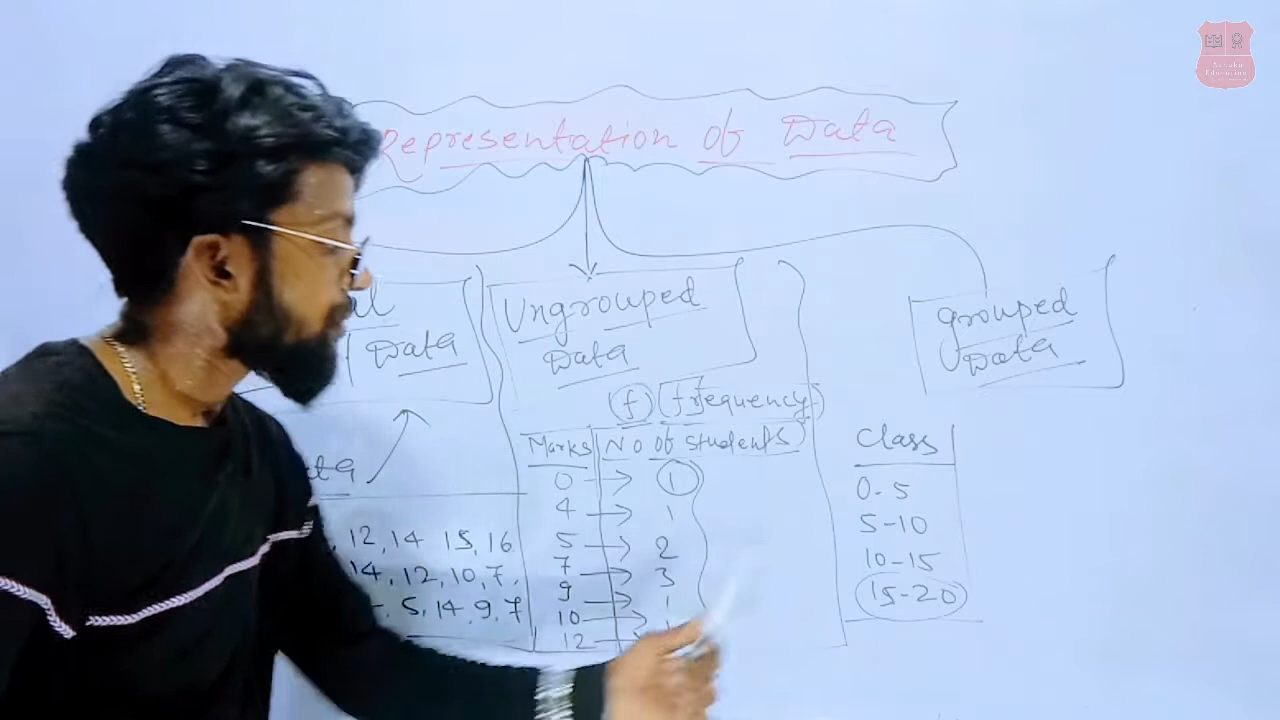 Arvuku
Education
Representation of Data
Data
Ungrouped
Data
grouped
Data
(f) (frequency)
Marks No of students
0 → 1
4 → 1
5 → 2
7 → 3
9 → 1
10 →
12 →
12, 14 15, 16
14, 12, 10, 7,
5, 14, 9, 7
Class
0-5
5-10
10-15
15-20